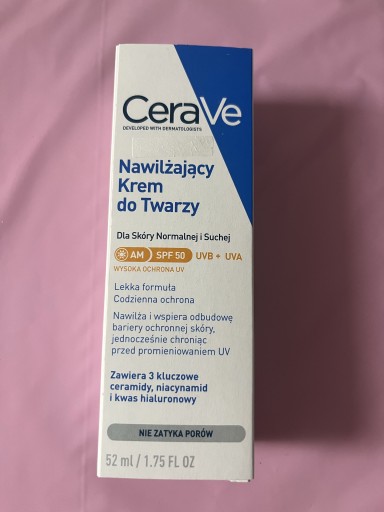 CeraVe
DEVELOPED WITH DERMATOLOGISTS
Nawilżający
Krem
do Twarzy
Dla Skóry Normalnej i Suchej
AM SPF 50 UVB + UVA
WYSOKA OCHRONA UV
Lekka formuła
Codzienna ochrona
Nawilża i wspiera odbudowę
bariery ochronnej skóry,
jednocześnie chroniąc
przed promieniowaniem UV
Zawiera 3 kluczowe
ceramidy, niacynamid
i kwas hialuronowy
NIE ZATYKA PORÓW
52 ml / 1.75 FL OZ